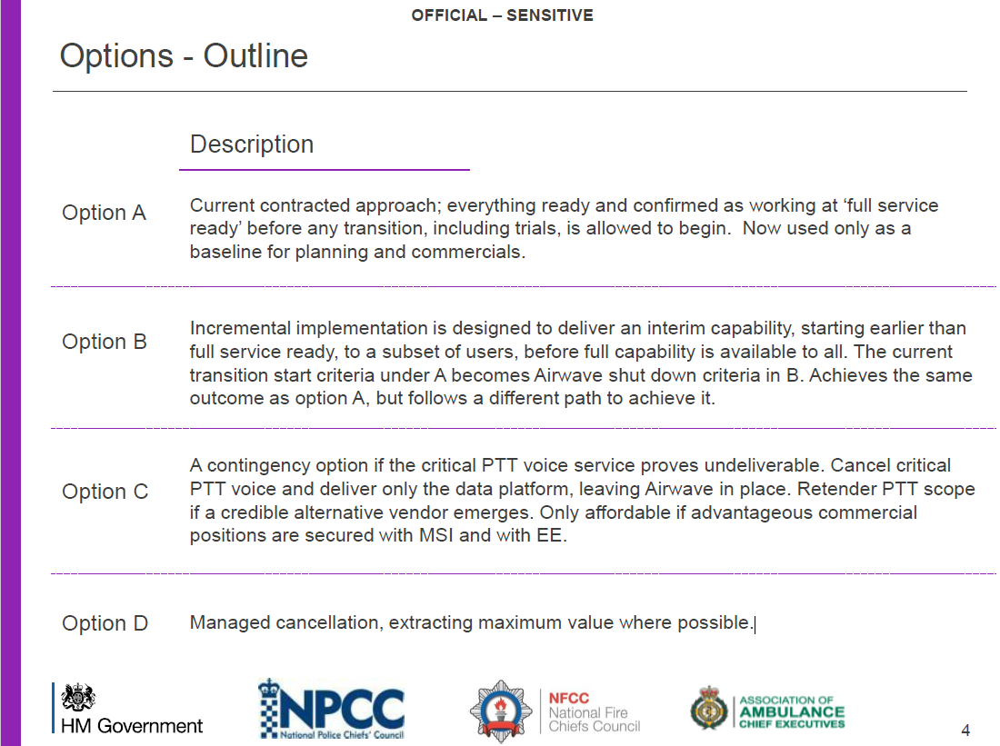 OFFICIAL – SENSITIVE
Options - Outline
Description
Option A
Current contracted approach; everything ready and confirmed as working at ‘full service
ready’ before any transition, including trials, is allowed to begin.  Now used only as a
baseline for planning and commercials.
Option B
Incremental implementation is designed to deliver an interim capability, starting earlier than
full service ready, to a subset of users, before full capability is available to all. The current
transition start criteria under A becomes Airwave shut down criteria in B. Achieves the same
outcome as option A, but follows a different path to achieve it.
Option C
A contingency option if the critical PTT voice service proves undeliverable. Cancel critical
PTT voice and deliver only the data platform, leaving Airwave in place. Retender PTT scope
if a credible alternative vendor emerges. Only affordable if advantageous commercial
positions are secured with MSI and with EE.
Option D
Managed cancellation, extracting maximum value where possible.
HM Government
NPCC
National Police Chiefs' Council
NFCC
National Fire
Chiefs Council
ASSOCIATION OF
AMBULANCE
CHIEF EXECUTIVES
4